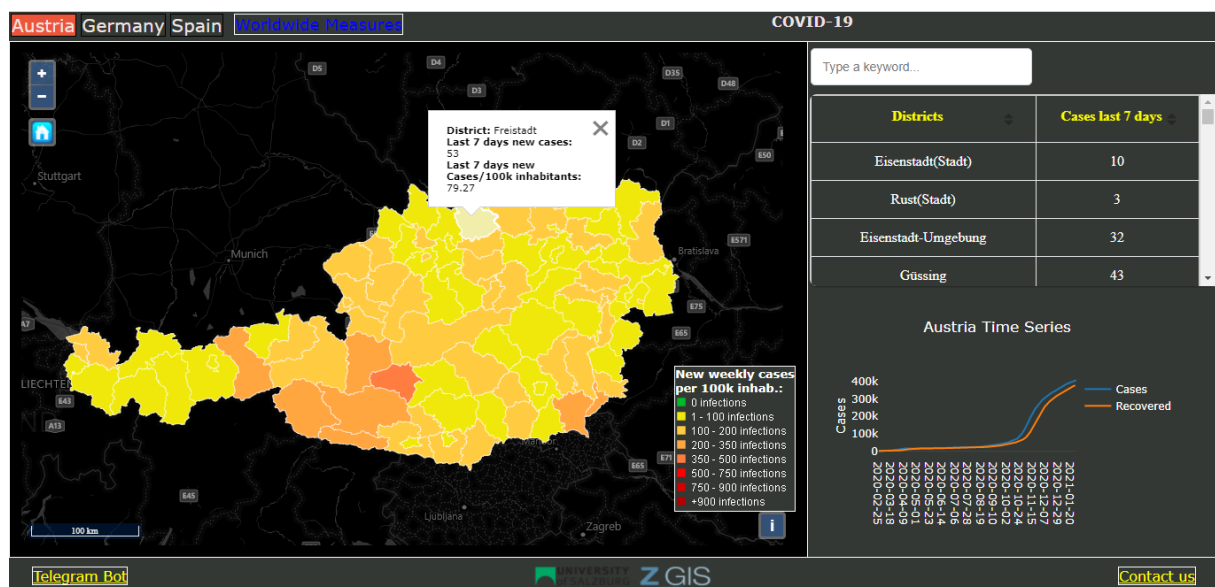 Austria Germany Spain Worldwide Measures
COVID-19
+
−
D5
D4
D3
D35
D48
D1
D2
E50
Stuttgart
Munich
Bratislava
E571
E75
E65
A7
LIECHTE
E43
A13
E45
E65
E71
Ljubljana
Zagreb
District: Freistadt
Last 7 days new cases:
53
Last 7 days new
Cases/100k inhabitants:
79.27
New weekly cases
per 100k inhab.:
0 infections
1 - 100 infections
100 - 200 infections
200 - 350 infections
350 - 500 infections
500 - 750 infections
750 - 900 infections
+900 infections
100 km
i
Type a keyword...
Districts Cases last 7 days
Eisenstadt(Stadt) 10
Rust(Stadt) 3
Eisenstadt-Umgebung 32
Güssing 43
Austria Time Series
Cases
400k
300k
200k
100k
0
Cases
Recovered
2020-02-25
2020-03-18
2020-04-09
2020-05-01
2020-05-23
2020-06-14
2020-07-06
2020-07-28
2020-08-19
2020-09-10
2020-10-02
2020-10-24
2020-11-15
2020-12-07
2020-12-29
2021-01-20
Telegram Bot
UNIVERSITY
of SALZBURG
Z GIS
Contact us